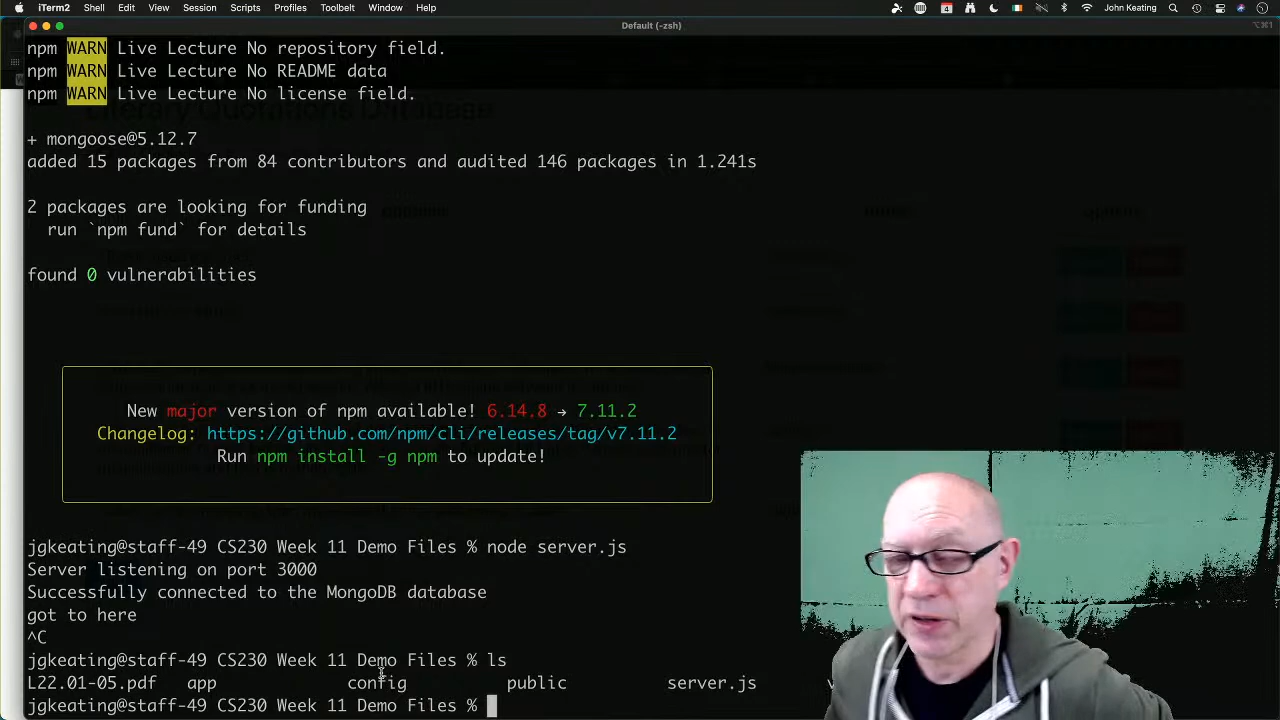 iTerm2 Shell Edit View Session Scripts Profiles Toolbelt Window Help 4 John Keating
Default (-zsh)
npm WARN Live Lecture No repository field.
npm WARN Live Lecture No README data
npm WARN Live Lecture No license field.
+ mongoose@5.12.7
added 15 packages from 84 contributors and audited 146 packages in 1.241s
2 packages are looking for funding
run `npm fund` for details
found 0 vulnerabilities
New major version of npm available! 6.14.8 → 7.11.2
Changelog: https://github.com/npm/cli/releases/tag/v7.11.2
Run npm install -g npm to update!
jgkeating@staff-49 CS230 Week 11 Demo Files % node server.js
Server listening on port 3000
Successfully connected to the MongoDB database
got to here
^C
jgkeating@staff-49 CS230 Week 11 Demo Files % ls
L22.01-05.pdf app config public server.js
jgkeating@staff-49 CS230 Week 11 Demo Files %